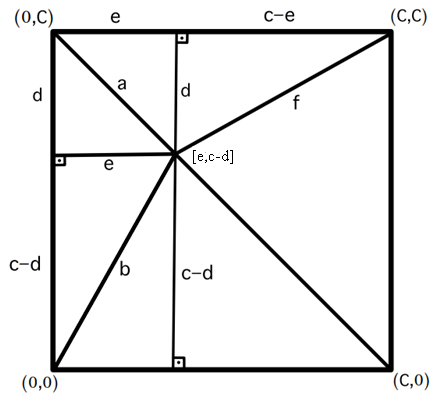 (0,C) e c-e (C,C)
d a d f
e [e,c-d]
c-d b c-d
(0,0) (C,0)